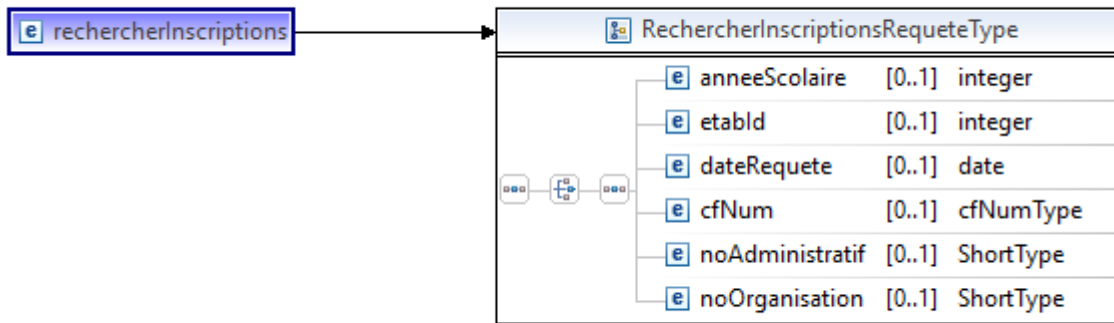 e rechercherInscriptions
RechercherInscriptionsRequeteType
e anneeScolaire [0..1] integer
e etabId [0..1] integer
e dateRequete [0..1] date
e cfNum [0..1] cfNumType
e noAdministratif [0..1] ShortType
e noOrganisation [0..1] ShortType